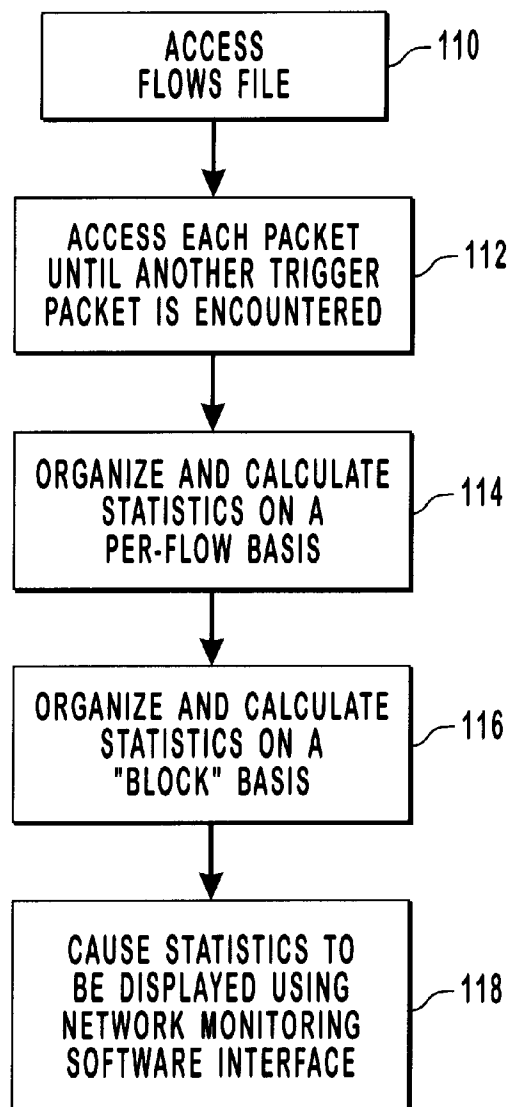 ACCESS
FLOWS FILE
110
ACCESS EACH PACKET
UNTIL ANOTHER TRIGGER
PACKET IS ENCOUNTERED
112
ORGANIZE AND CALCULATE
STATISTICS ON A
PER-FLOW BASIS
114
ORGANIZE AND CALCULATE
STATISTICS ON A
"BLOCK" BASIS
116
CAUSE STATISTICS TO
BE DISPLAYED USING
NETWORK MONITORING
SOFTWARE INTERFACE
118